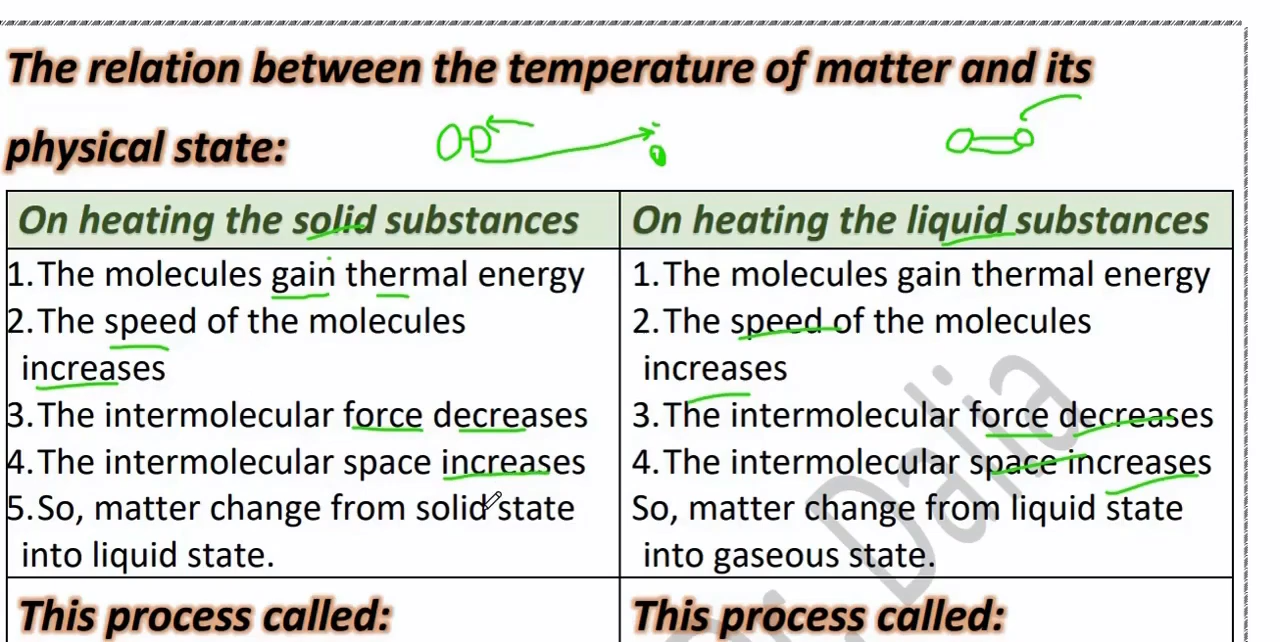 The relation between the temperature of matter and its
physical state:
On heating the solid substances
1.The molecules gain thermal energy
2.The speed of the molecules
increases
3.The intermolecular force decreases
4.The intermolecular space increases
5.So, matter change from solid state
into liquid state.
This process called:
On heating the liquid substances
1.The molecules gain thermal energy
2.The speed of the molecules
increases
3.The intermolecular force decreases
4.The intermolecular space increases
So, matter change from liquid state
into gaseous state.
This process called:
Dr Dalia